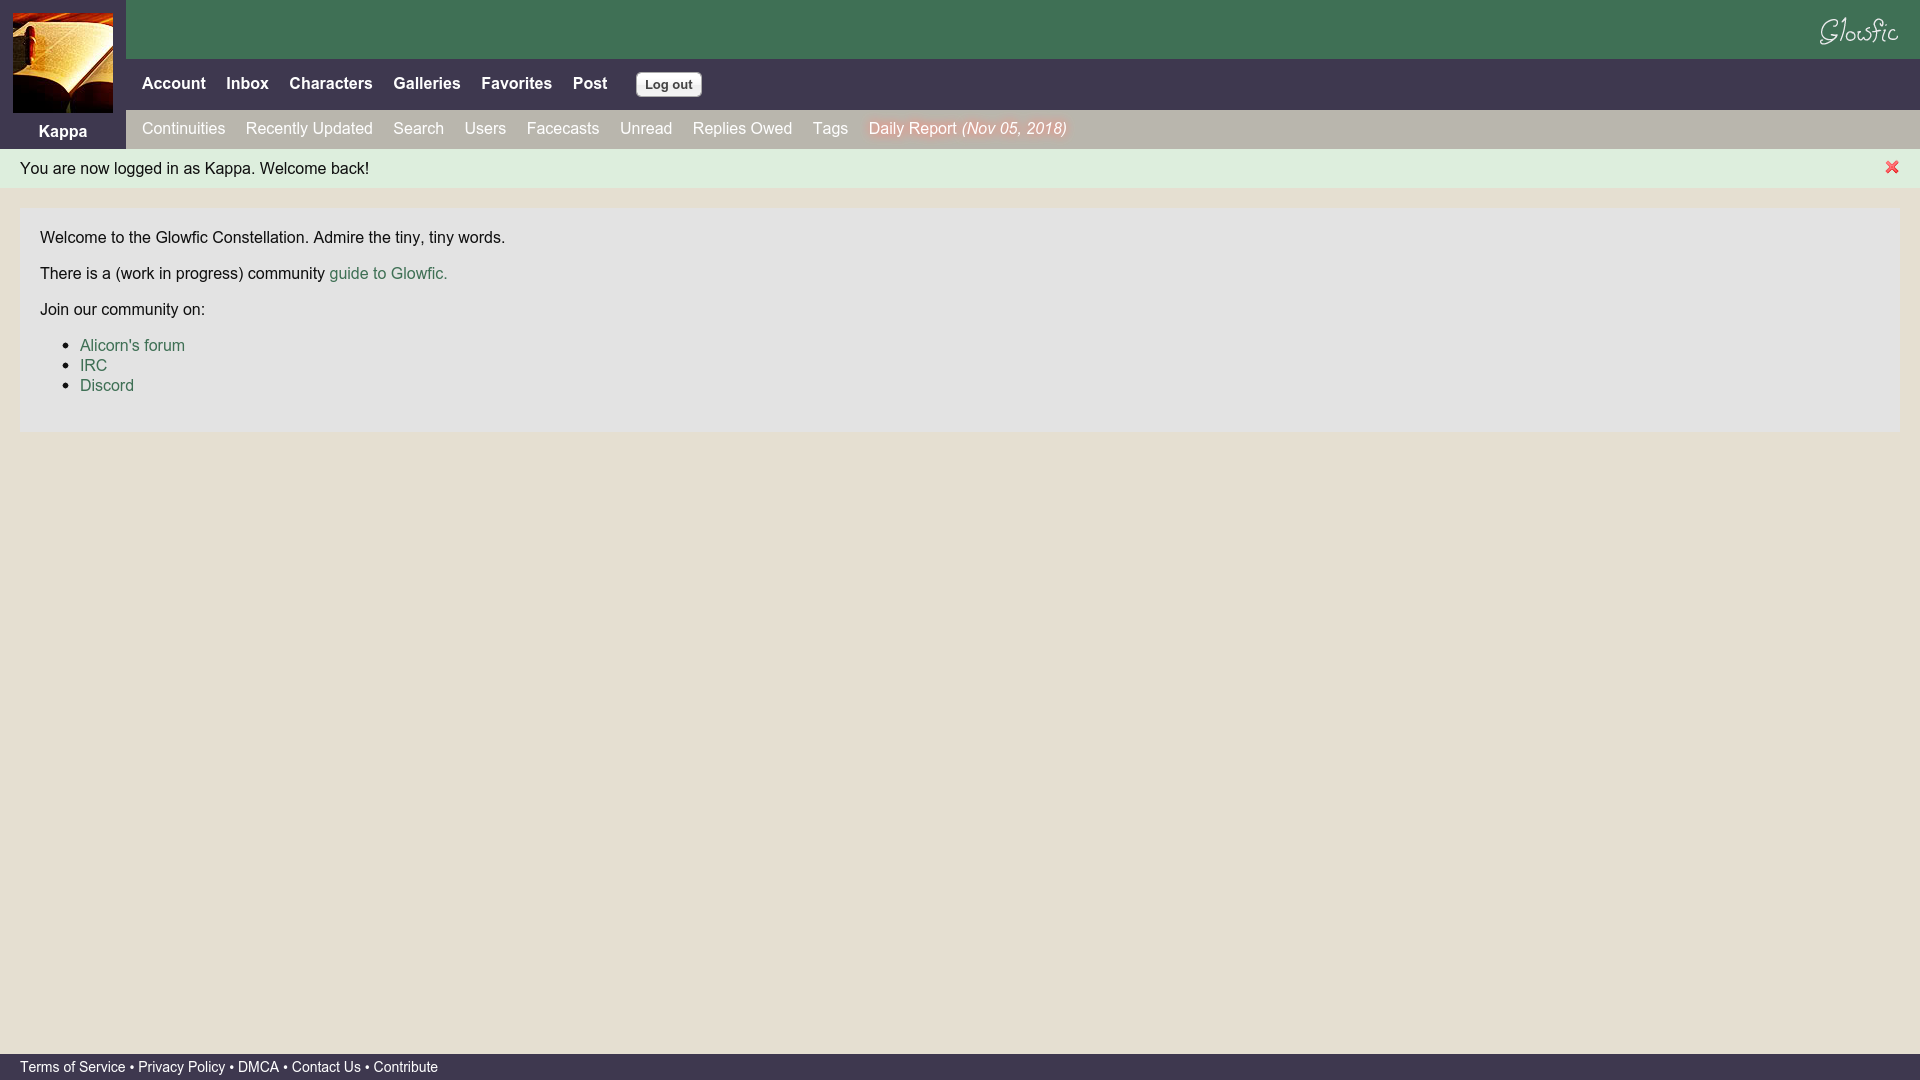 Glowfic
Account Inbox Characters Galleries Favorites Post Log out
Kappa
Continuities Recently Updated Search Users Facecasts Unread Replies Owed Tags Daily Report (Nov 05, 2018)
You are now logged in as Kappa. Welcome back!
Welcome to the Glowfic Constellation. Admire the tiny, tiny words.
There is a (work in progress) community guide to Glowfic.
Join our community on:
• Alicorn's forum
• IRC
• Discord
Terms of Service • Privacy Policy • DMCA • Contact Us • Contribute